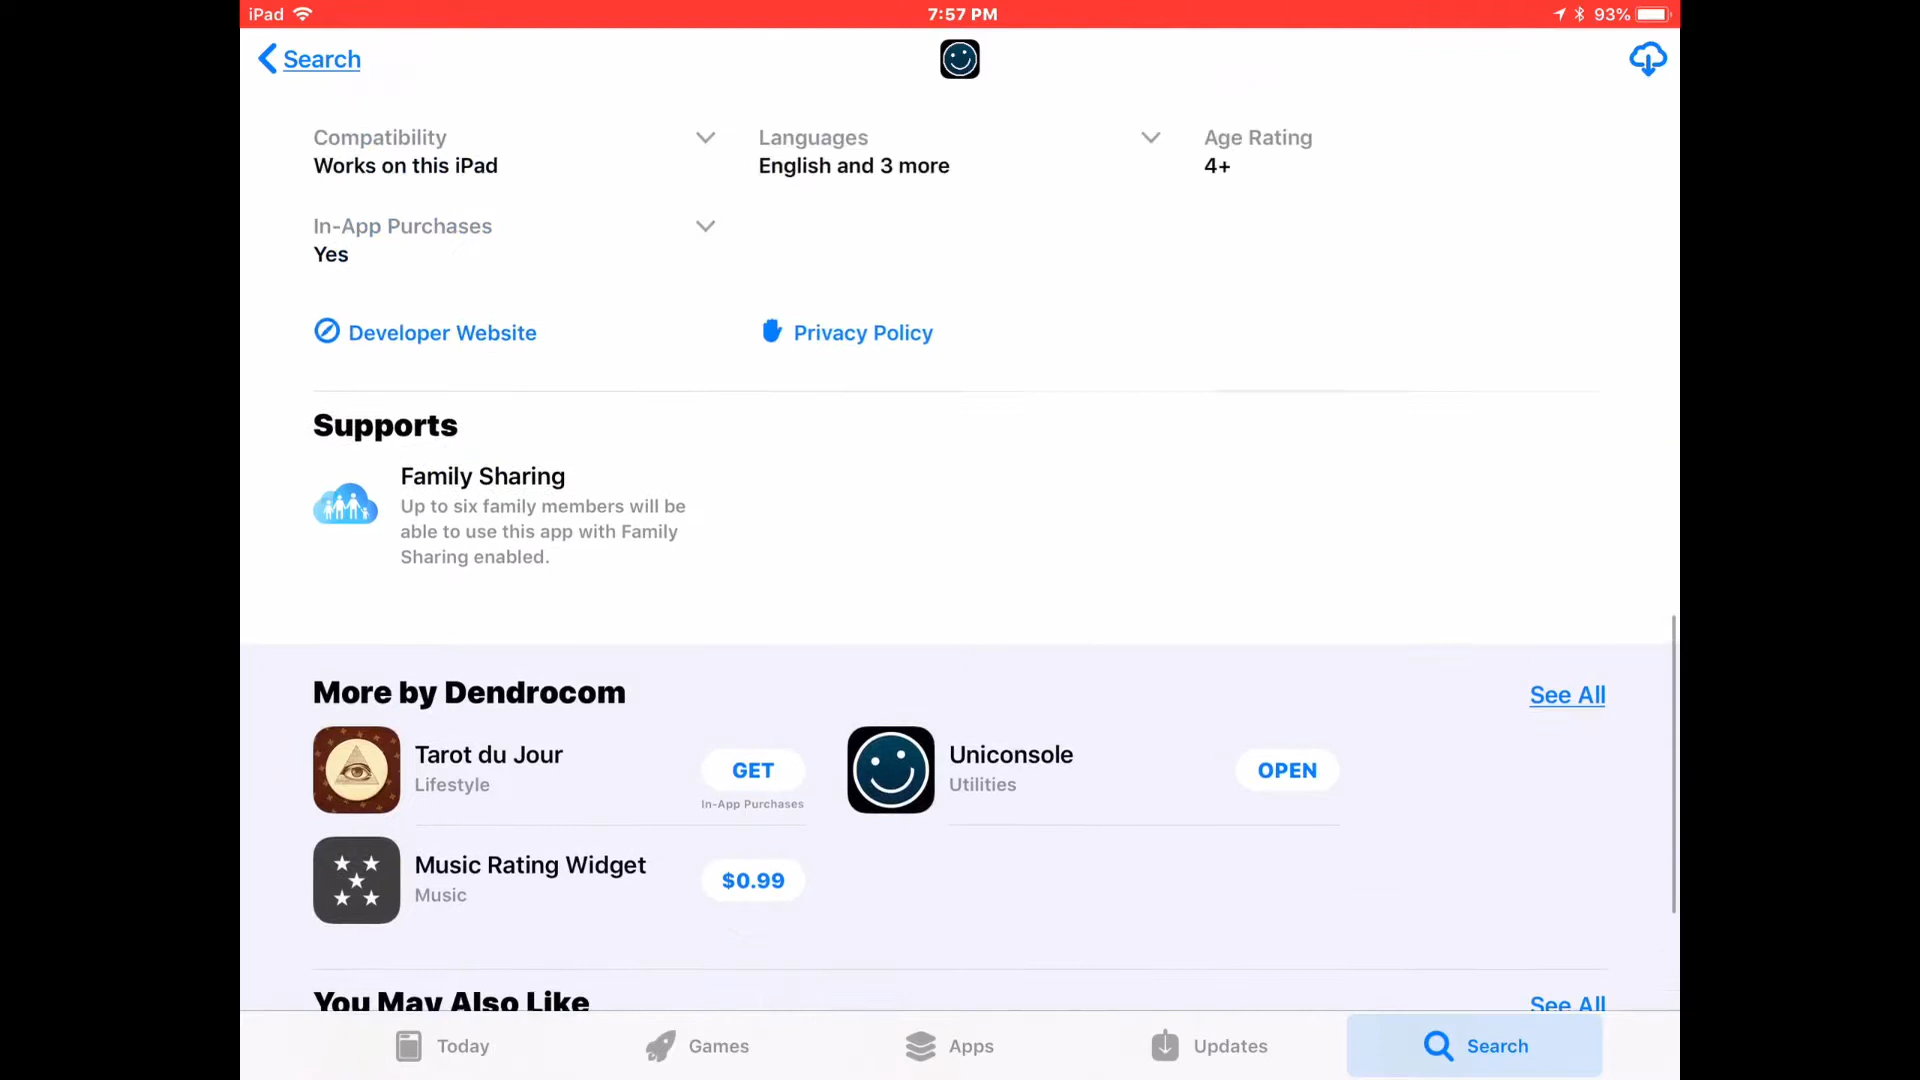 iPad 7:57 PM 93%
Search
Compatibility Languages Age Rating
Works on this iPad English and 3 more 4+
In-App Purchases
Yes
Developer Website Privacy Policy
Supports
Family Sharing
Up to six family members will be
able to use this app with Family
Sharing enabled.
More by Dendrocom See All
Tarot du Jour
Lifestyle
GET
In-App Purchases
Uniconsole
Utilities
OPEN
Music Rating Widget
Music
$0.99
You May Also Like See All
Today Games Apps Updates Search